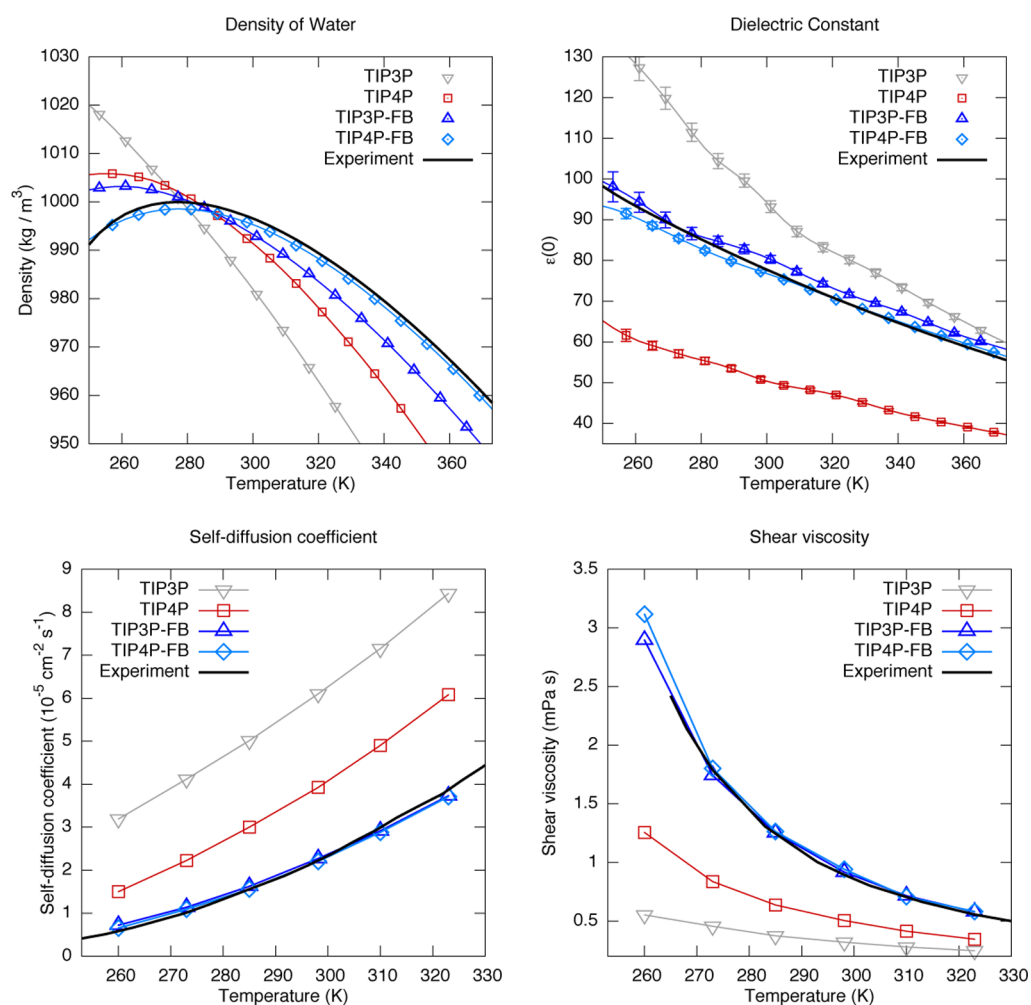 Density of Water
1030
1020
1010
1000
990
980
970
960
950
Density (kg / m³)
TIP3P
TIP4P
TIP3P-FB
TIP4P-FB
Experiment
260 280 300 320 340 360
Temperature (K)
Dielectric Constant
130
120
110
100
90
80
70
60
50
40
ε(0)
TIP3P
TIP4P
TIP3P-FB
TIP4P-FB
Experiment
260 280 300 320 340 360
Temperature (K)
Self-diffusion coefficient
9
8
7
6
5
4
3
2
1
0
Self-diffusion coefficient (10⁻⁵ cm⁻² s⁻¹)
TIP3P
TIP4P
TIP3P-FB
TIP4P-FB
Experiment
260 270 280 290 300 310 320 330
Temperature (K)
Shear viscosity
3.5
3
2.5
2
1.5
1
0.5
Shear viscosity (mPa s)
TIP3P
TIP4P
TIP3P-FB
TIP4P-FB
Experiment
260 270 280 290 300 310 320 330
Temperature (K)